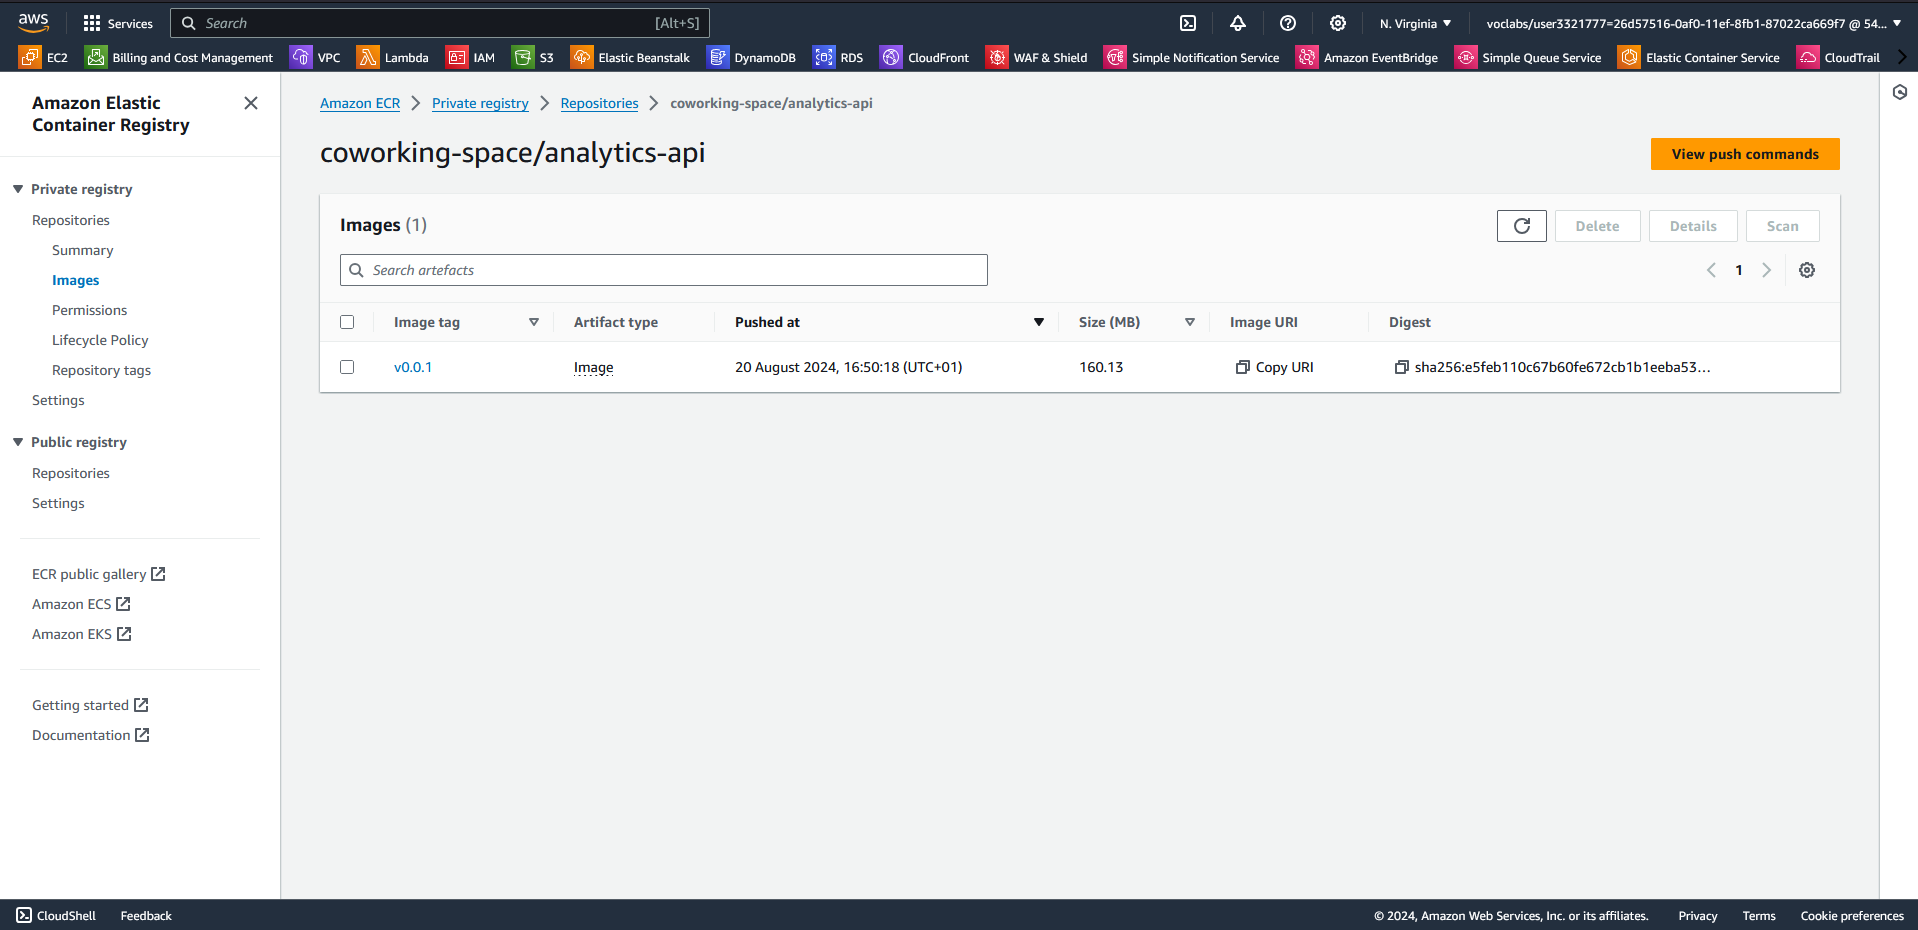 aws
Services
Search
[Alt+S]
N. Virginia
voclabs/user3321777=26d57516-0af0-11ef-8fb1-87022ca669f7 @ 54...
EC2
Billing and Cost Management
VPC
Lambda
IAM
S3
Elastic Beanstalk
DynamoDB
RDS
CloudFront
WAF & Shield
Simple Notification Service
Amazon EventBridge
Simple Queue Service
Elastic Container Service
CloudTrail
Amazon Elastic
Container Registry
Private registry
Repositories
Summary
Images
Permissions
Lifecycle Policy
Repository tags
Settings
Public registry
Repositories
Settings
ECR public gallery
Amazon ECS
Amazon EKS
Getting started
Documentation
Amazon ECR
Private registry
Repositories
coworking-space/analytics-api
coworking-space/analytics-api
View push commands
Images (1)
Delete
Details
Scan
Search artefacts
1
Image tag
Artifact type
Pushed at
Size (MB)
Image URI
Digest
v0.0.1
Image
20 August 2024, 16:50:18 (UTC+01)
160.13
Copy URI
sha256:e5feb110c67b60fe672cb1b1eeba53...
CloudShell
Feedback
© 2024, Amazon Web Services, Inc. or its affiliates.
Privacy
Terms
Cookie preferences